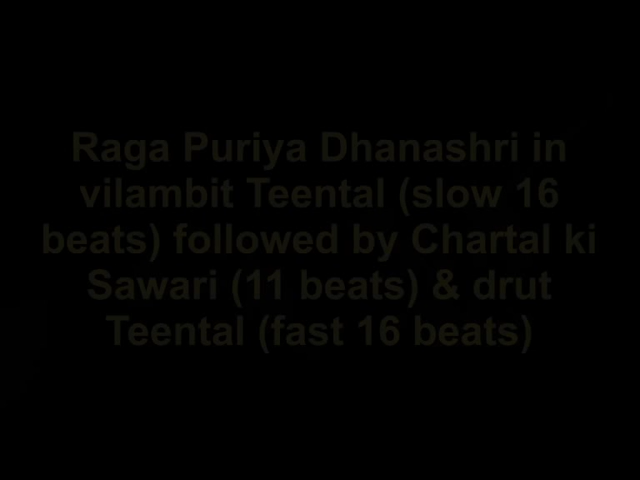 Raga Puriya Dhanashri in
vilambit Teental (slow 16
beats) followed by Chartal ki
Sawari (11 beats) & drut
Teental (fast 16 beats)